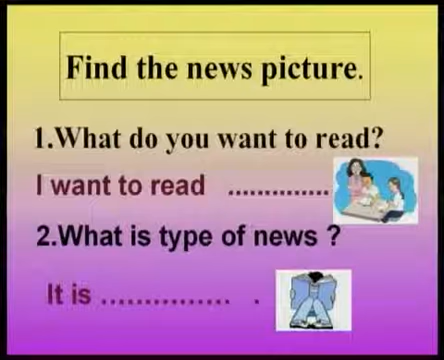 Find the news picture.
1.What do you want to read?
I want to read ..............
2.What is type of news ?
It is ............... .